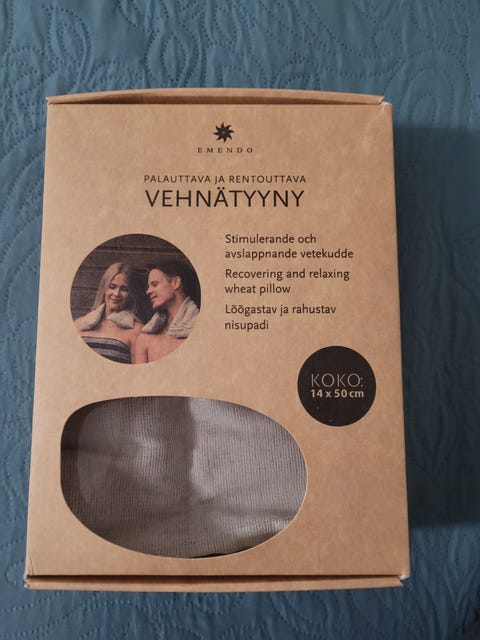 EMENDO
PALAUTTAVA JA RENTOUTTAVA
VEHNÄTYYNY
Stimulerande och
avslappnande vetekudde
Recovering and relaxing
wheat pillow
Lõõgastav ja rahustav
nisupadi
KOKO:
14 x 50 cm